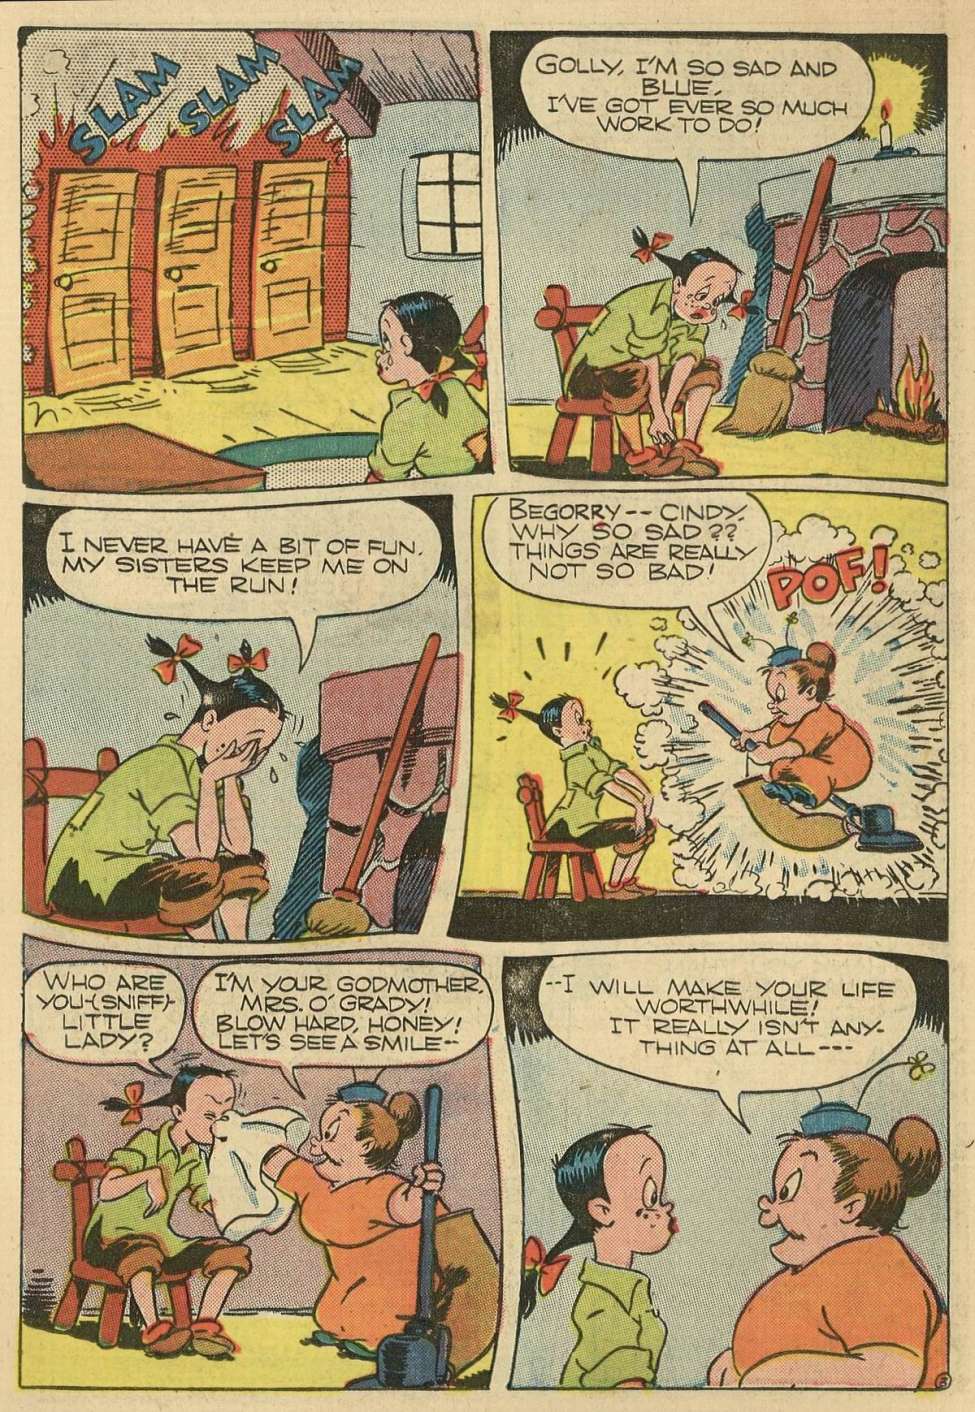 SLAM
SLAM
SLAM
GOLLY, I'M SO SAD AND
BLUE,
I'VE GOT EVER SO MUCH
WORK TO DO!
I NEVER HAVE A BIT OF FUN,
MY SISTERS KEEP ME ON
THE RUN!
BEGORRY-- CINDY,
WHY SO SAD??
THINGS ARE REALLY
NOT SO BAD!
POF!
WHO ARE
YOU-(SNIFF)-
LITTLE
LADY?
I'M YOUR GODMOTHER,
MRS. O'GRADY!
BLOW HARD, HONEY!
LET'S SEE A SMILE--
--I WILL MAKE YOUR LIFE
WORTHWHILE!
IT REALLY ISN'T ANY-
THING AT ALL---